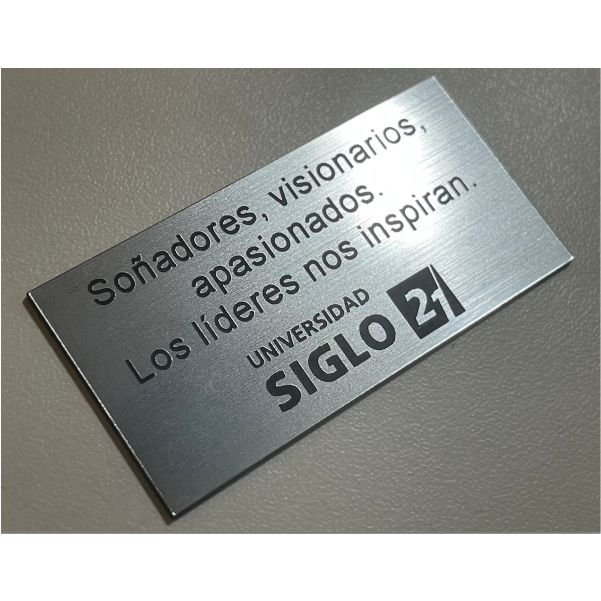 Soñadores, visionarios,
apasionados.
Los líderes nos inspiran.
UNIVERSIDAD
SIGLO 21